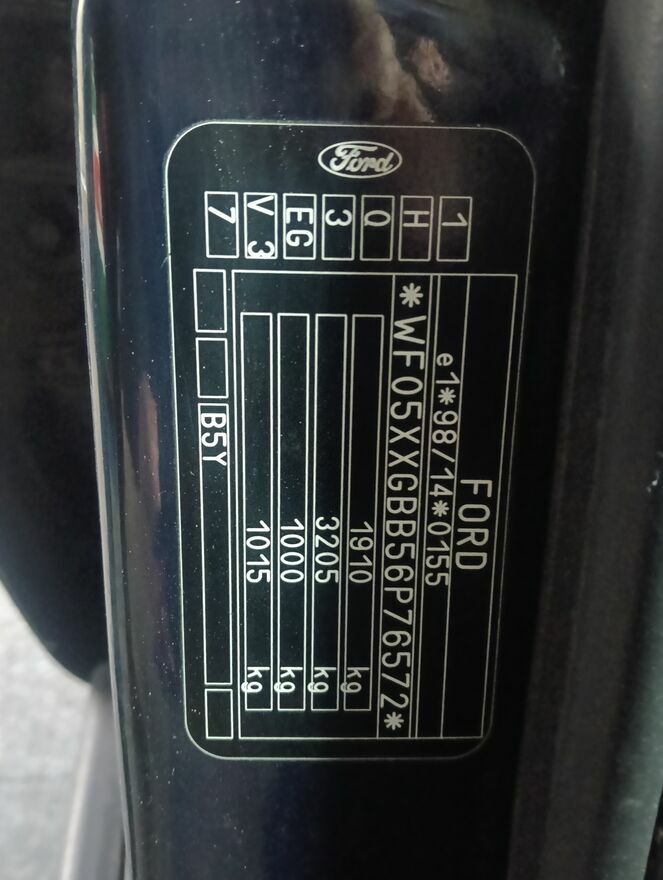 Ford
FORD
e1*98/14*0155
*WF05XXGBB56P76572*
1910 kg
3205 kg
1000 kg
1015 kg
1
H
Q
3
EG
V 3
7
B5Y